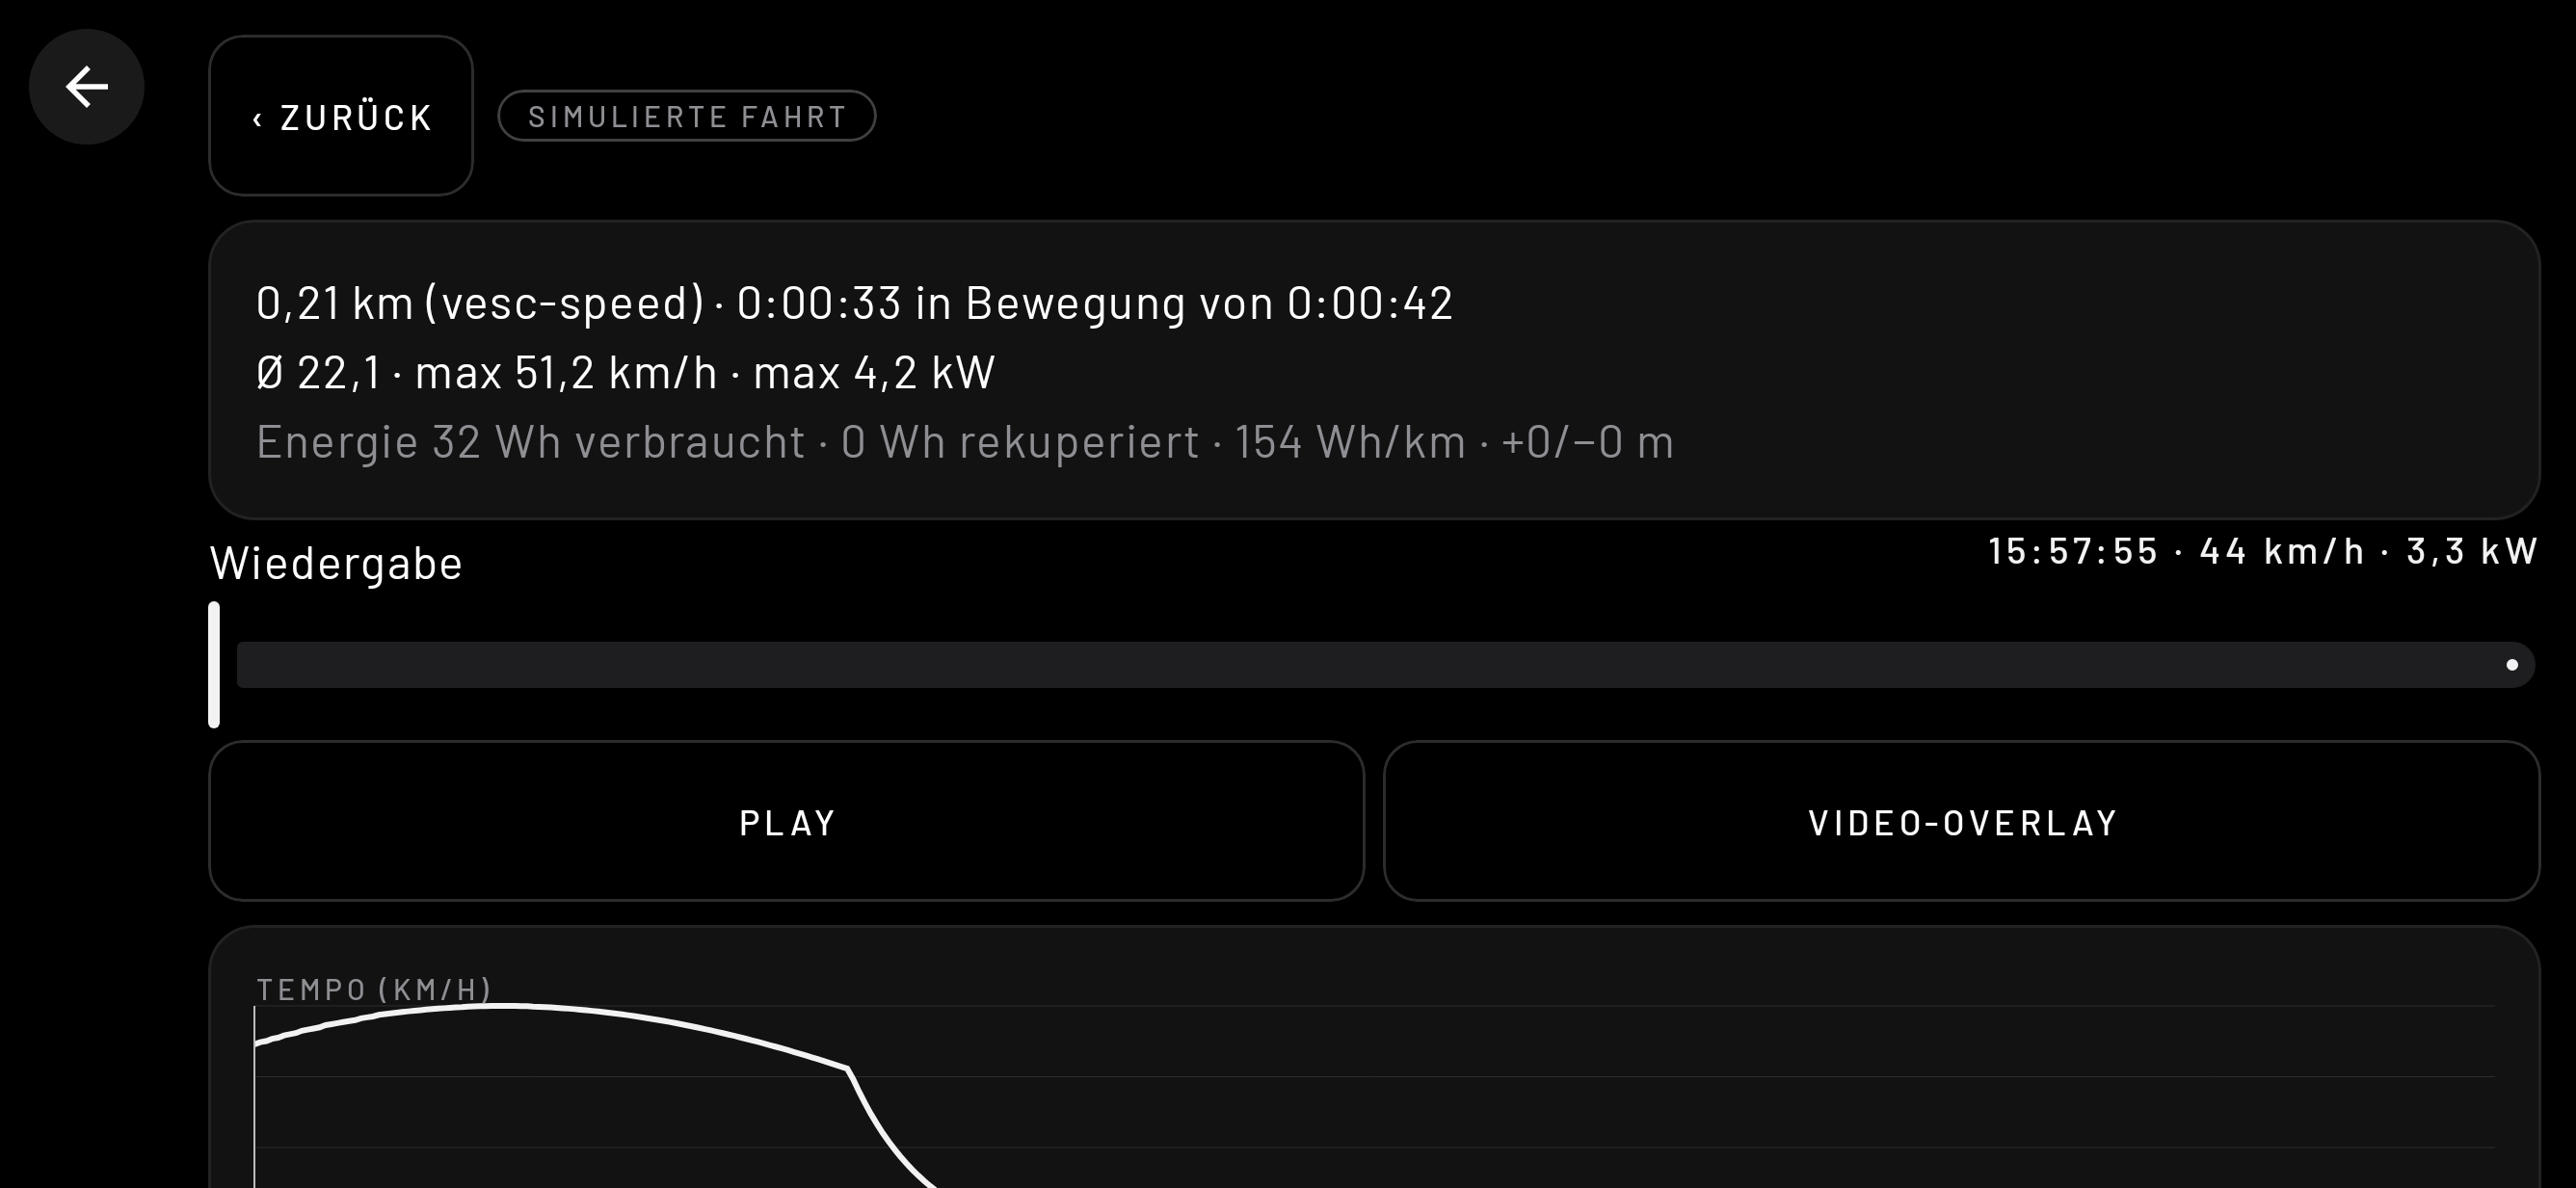 ‹ ZURÜCK
SIMULIERTE FAHRT
0,21 km (vesc-speed) · 0:00:33 in Bewegung von 0:00:42
Ø 22,1 · max 51,2 km/h · max 4,2 kW
Energie 32 Wh verbraucht · 0 Wh rekuperiert · 154 Wh/km · +0/−0 m
Wiedergabe
15:57:55 · 44 km/h · 3,3 kW
PLAY
VIDEO-OVERLAY
TEMPO (KM/H)